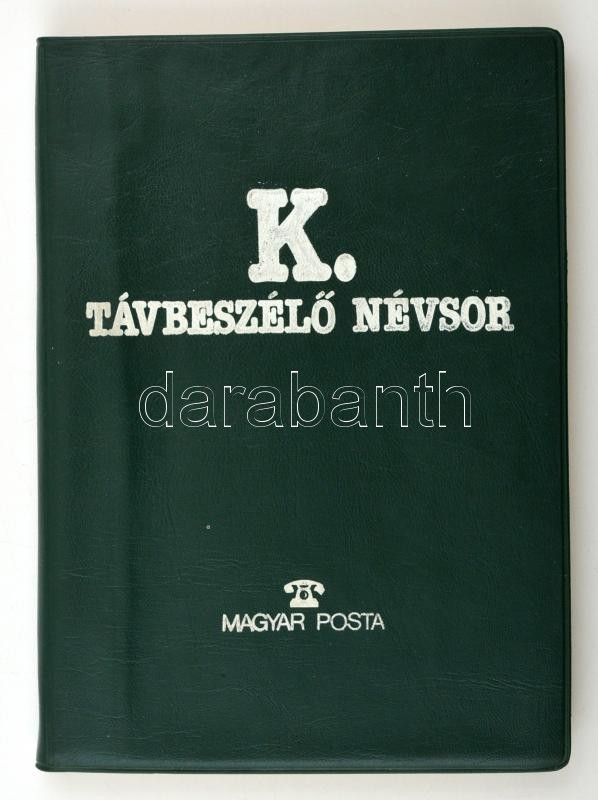 K.
TÁVBESZÉLŐ NÉVSOR
darabanth
MAGYAR POSTA